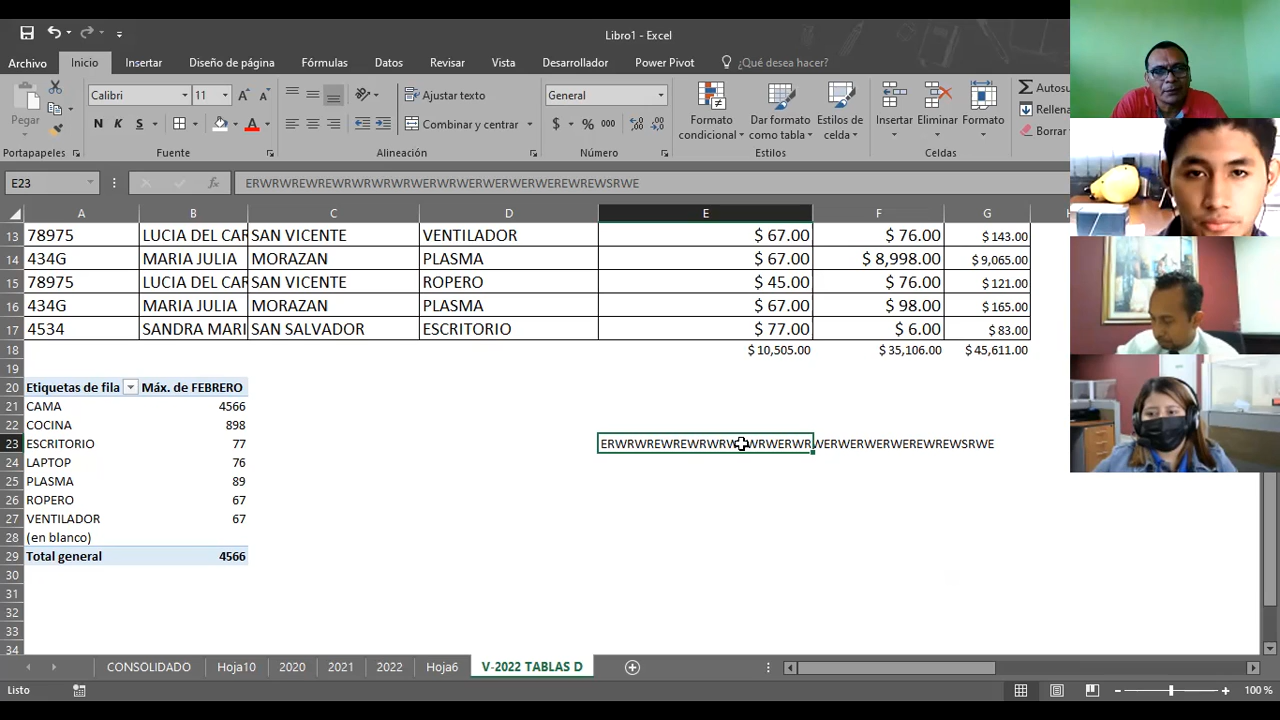 Libro1 - Excel
Archivo Inicio Insertar Diseño de página Fórmulas Datos Revisar Vista Desarrollador Power Pivot ¿Qué desea hacer?
Pegar
Calibri 11
Ajustar texto
General
Formato condicional
Dar formato como tabla
Estilos de celda
Insertar Eliminar Formato
Autosu
Rellena
Borrar
N K S
Combinar y centrar
$ % 000
Portapapeles Fuente Alineación Número Estilos Celdas
E23 fx ERWRWREWREWRWRWRWRWERWRWERWERWERWEREWREWSRWE
A B C D E F G
13 78975 LUCIA DEL CAR SAN VICENTE VENTILADOR $ 67.00 $ 76.00 $ 143.00
14 434G MARIA JULIA MORAZAN PLASMA $ 67.00 $ 8,998.00 $ 9,065.00
15 78975 LUCIA DEL CAR SAN VICENTE ROPERO $ 45.00 $ 76.00 $ 121.00
16 434G MARIA JULIA MORAZAN PLASMA $ 67.00 $ 98.00 $ 165.00
17 4534 SANDRA MARI SAN SALVADOR ESCRITORIO $ 77.00 $ 6.00 $ 83.00
18 $ 10,505.00 $ 35,106.00 $ 45,611.00
19
20 Etiquetas de fila Máx. de FEBRERO
21 CAMA 4566
22 COCINA 898
23 ESCRITORIO 77
24 LAPTOP 76
25 PLASMA 89
26 ROPERO 67
27 VENTILADOR 67
28 (en blanco)
29 Total general 4566
30
31
32
33
34
CONSOLIDADO Hoja10 2020 2021 2022 Hoja6 V-2022 TABLAS D
Listo 100 %